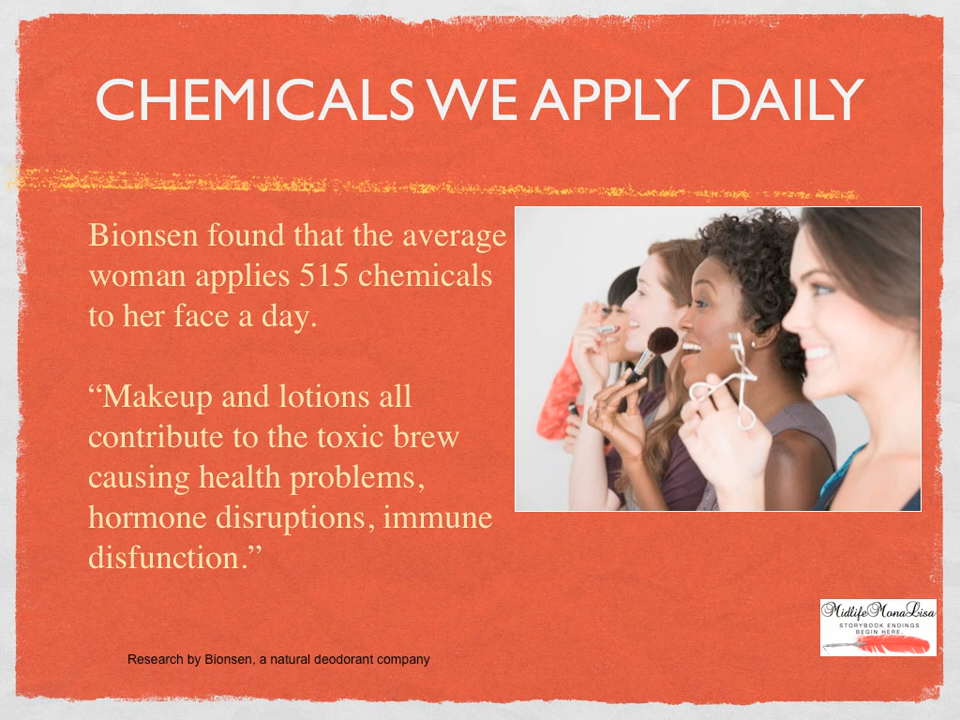 CHEMICALS WE APPLY DAILY
Bionsen found that the average
woman applies 515 chemicals
to her face a day.
“Makeup and lotions all
contribute to the toxic brew
causing health problems,
hormone disruptions, immune
disfunction.”
MidlifeMonaLisa
STORYBOOK ENDINGS
BEGIN HERE.
Research by Bionsen, a natural deodorant company